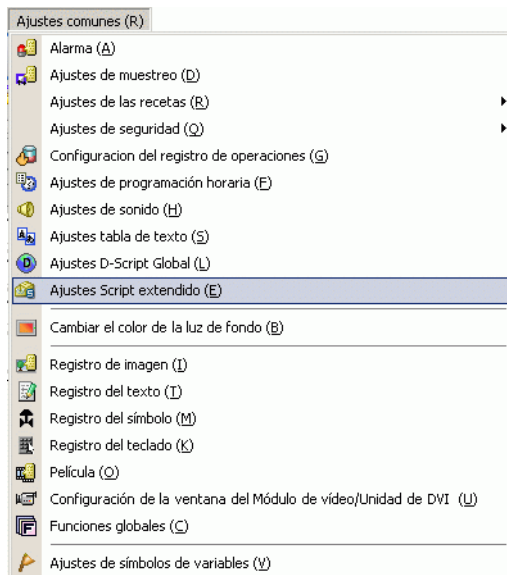 Ajustes comunes (R)
Alarma (A)
Ajustes de muestreo (D)
Ajustes de las recetas (R)
Ajustes de seguridad (O)
Configuracion del registro de operaciones (G)
Ajustes de programación horaria (F)
Ajustes de sonido (H)
Ajustes tabla de texto (S)
Ajustes D-Script Global (L)
Ajustes Script extendido (E)
Cambiar el color de la luz de fondo (B)
Registro de imagen (I)
Registro del texto (T)
Registro del símbolo (M)
Registro del teclado (K)
Película (O)
Configuración de la ventana del Módulo de vídeo/Unidad de DVI (U)
Funciones globales (C)
Ajustes de símbolos de variables (V)